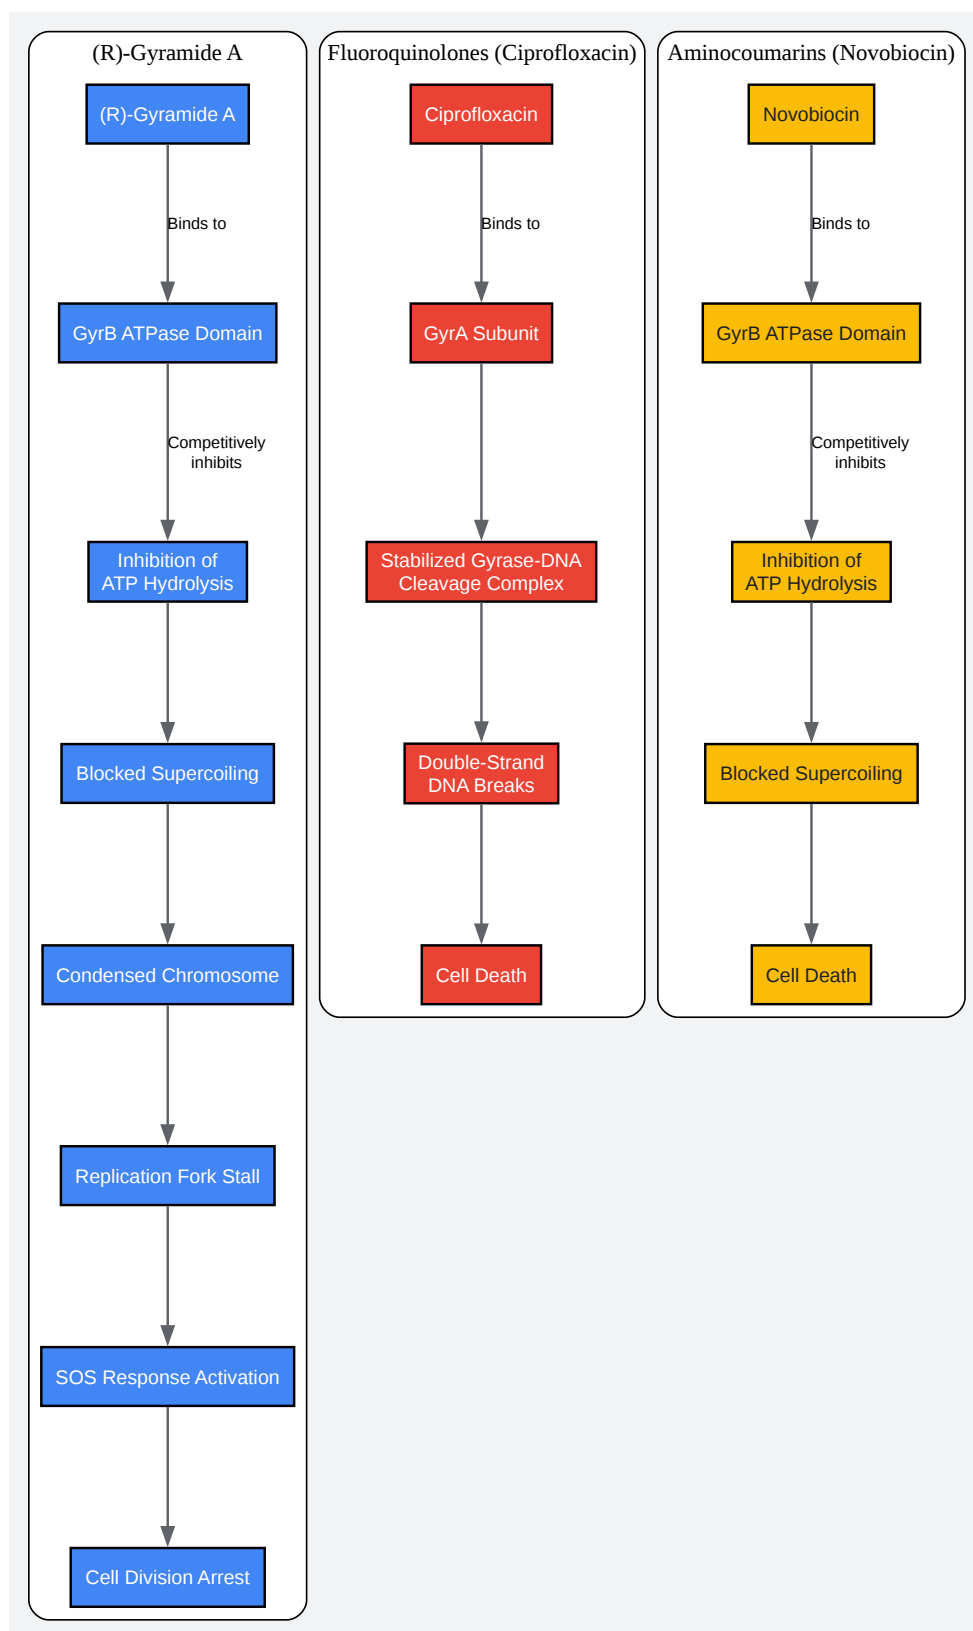 (R)-Gyramide A
(R)-Gyramide A
Binds to
GyrB ATPase Domain
Competitively
inhibits
Inhibition of
ATP Hydrolysis
Blocked Supercoiling
Condensed Chromosome
Replication Fork Stall
SOS Response Activation
Cell Division Arrest
Fluoroquinolones (Ciprofloxacin)
Ciprofloxacin
Binds to
GyrA Subunit
Stabilized Gyrase-DNA
Cleavage Complex
Double-Strand
DNA Breaks
Cell Death
Aminocoumarins (Novobiocin)
Novobiocin
Binds to
GyrB ATPase Domain
Competitively
inhibits
Inhibition of
ATP Hydrolysis
Blocked Supercoiling
Cell Death